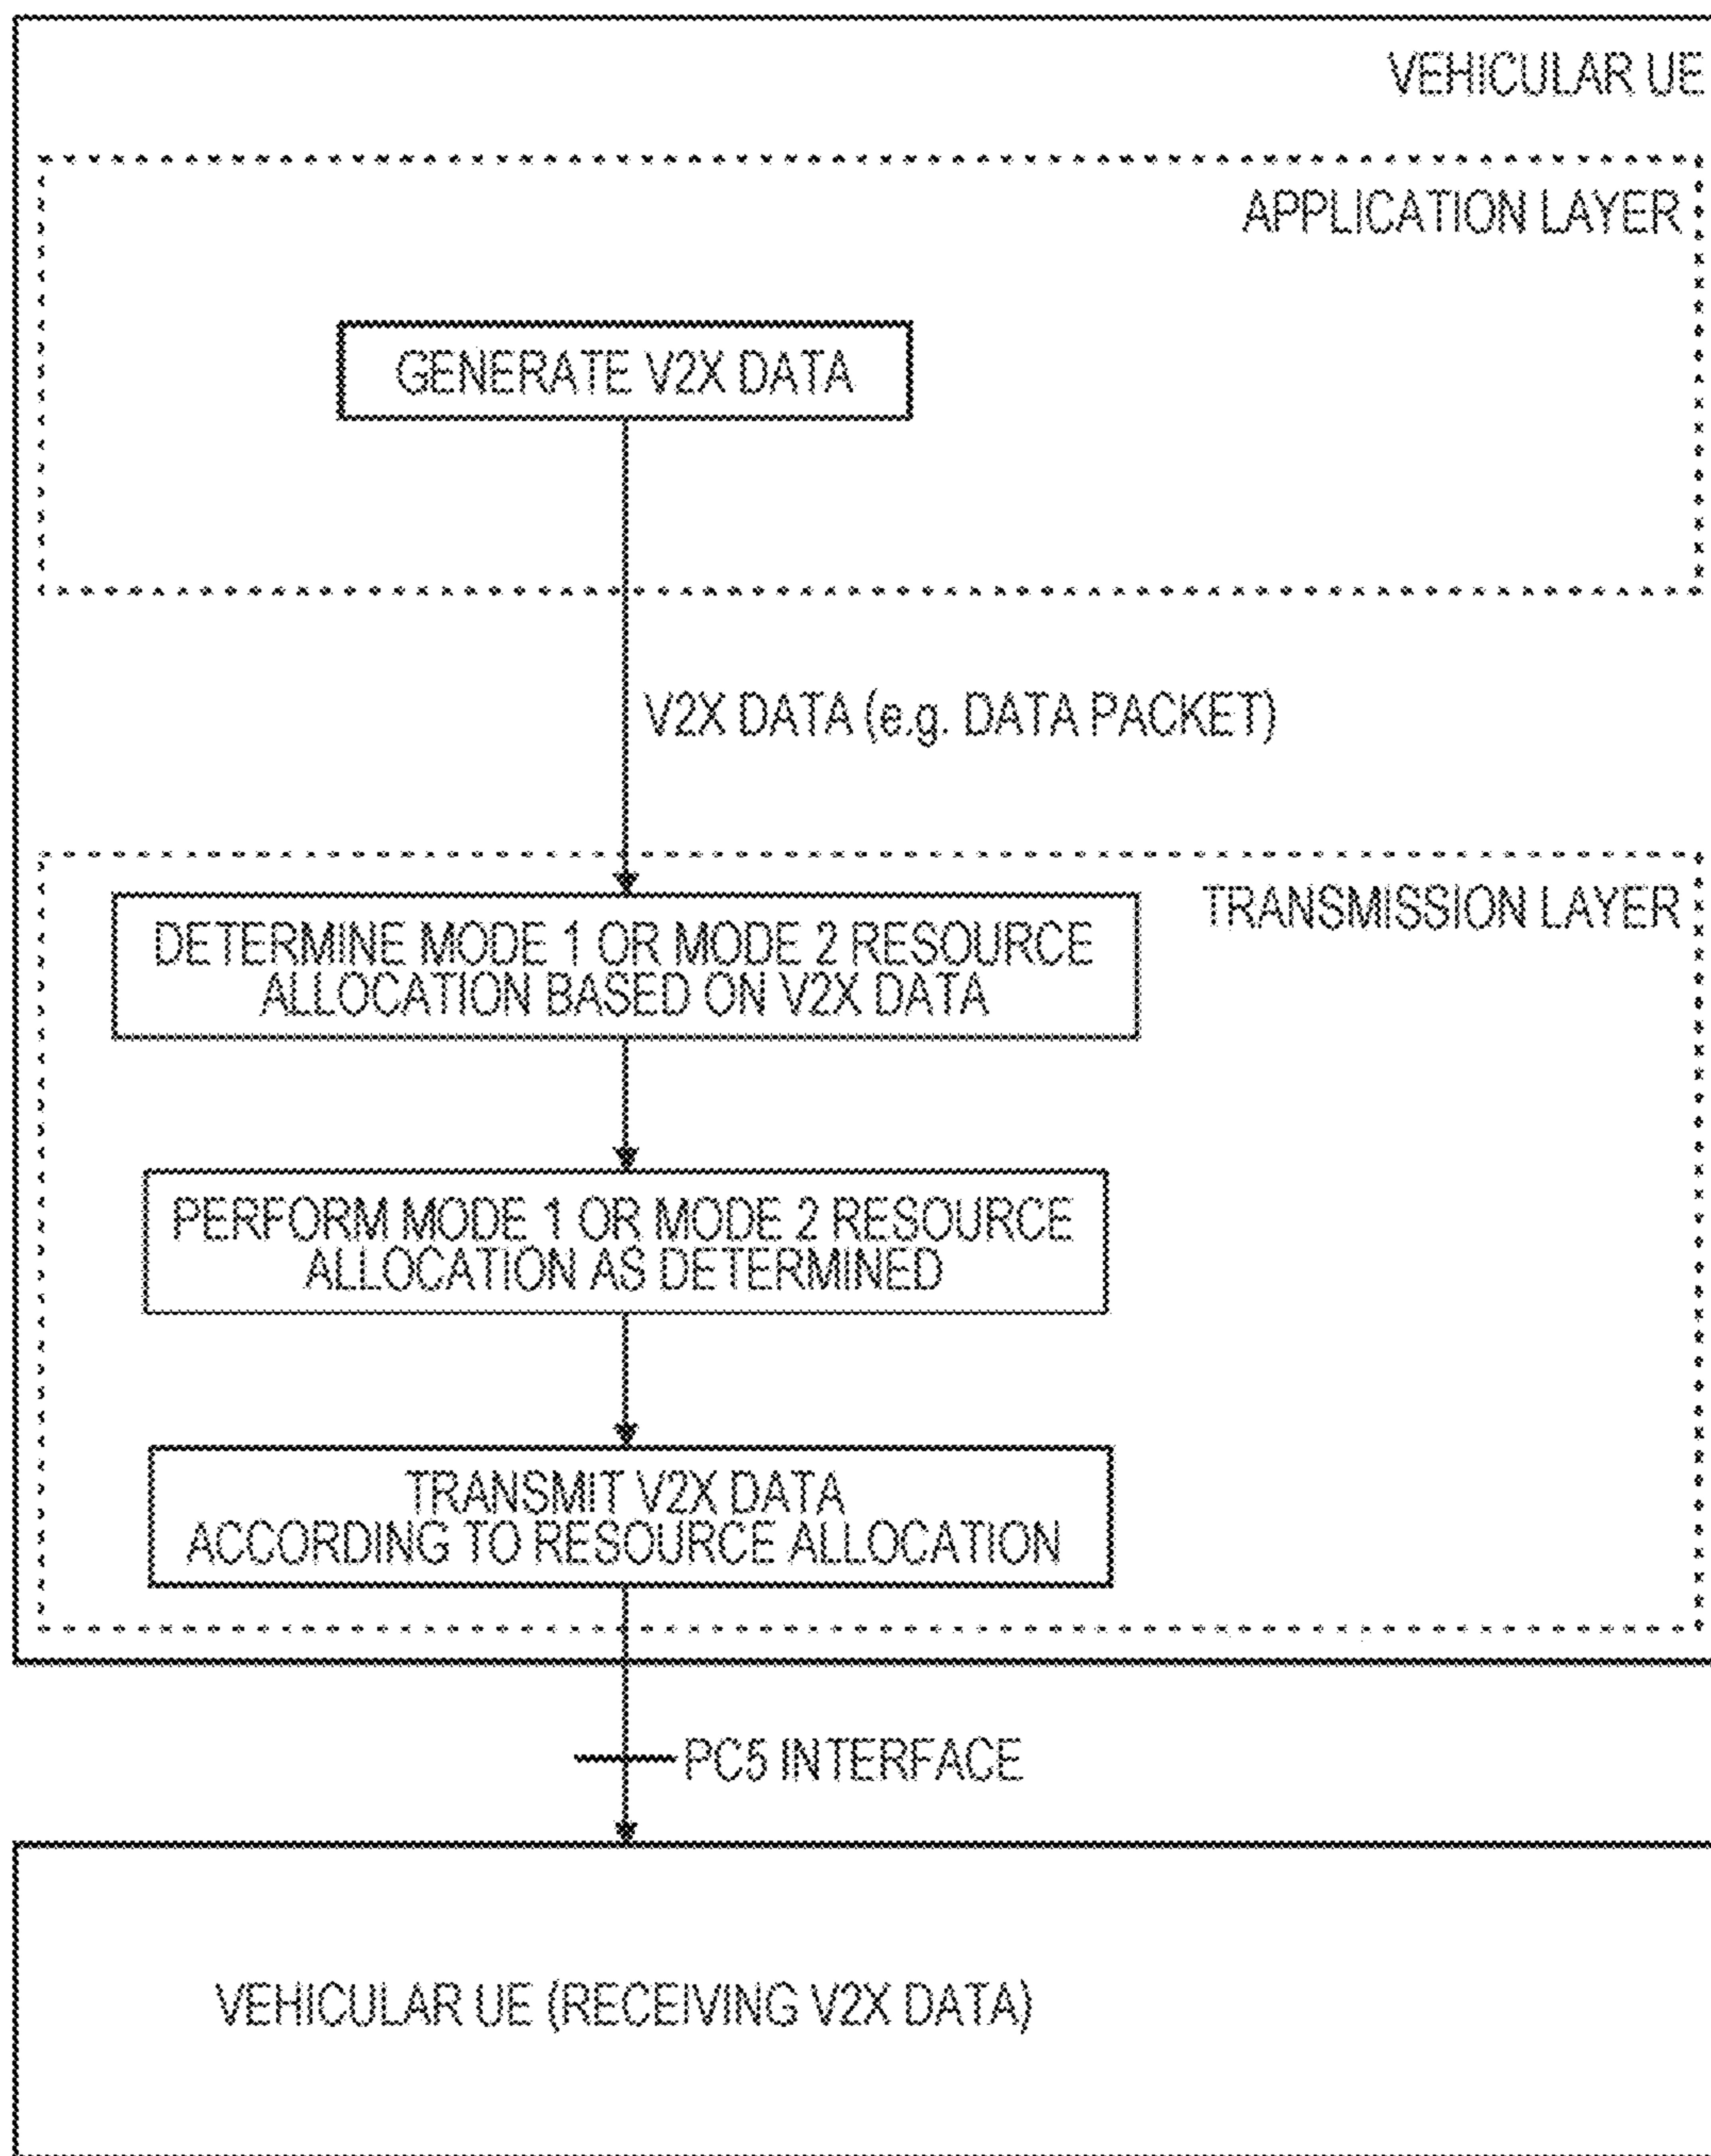 VEHICULAR UE
APPLICATION LAYER
GENERATE V2X DATA
V2X DATA (e.g. DATA PACKET)
TRANSMISSION LAYER
DETERMINE MODE 1 OR MODE 2 RESOURCE
ALLOCATION BASED ON V2X DATA
PERFORM MODE 1 OR MODE 2 RESOURCE
ALLOCATION AS DETERMINED
TRANSMIT V2X DATA
ACCORDING TO RESOURCE ALLOCATION
PC5 INTERFACE
VEHICULAR UE (RECEIVING V2X DATA)